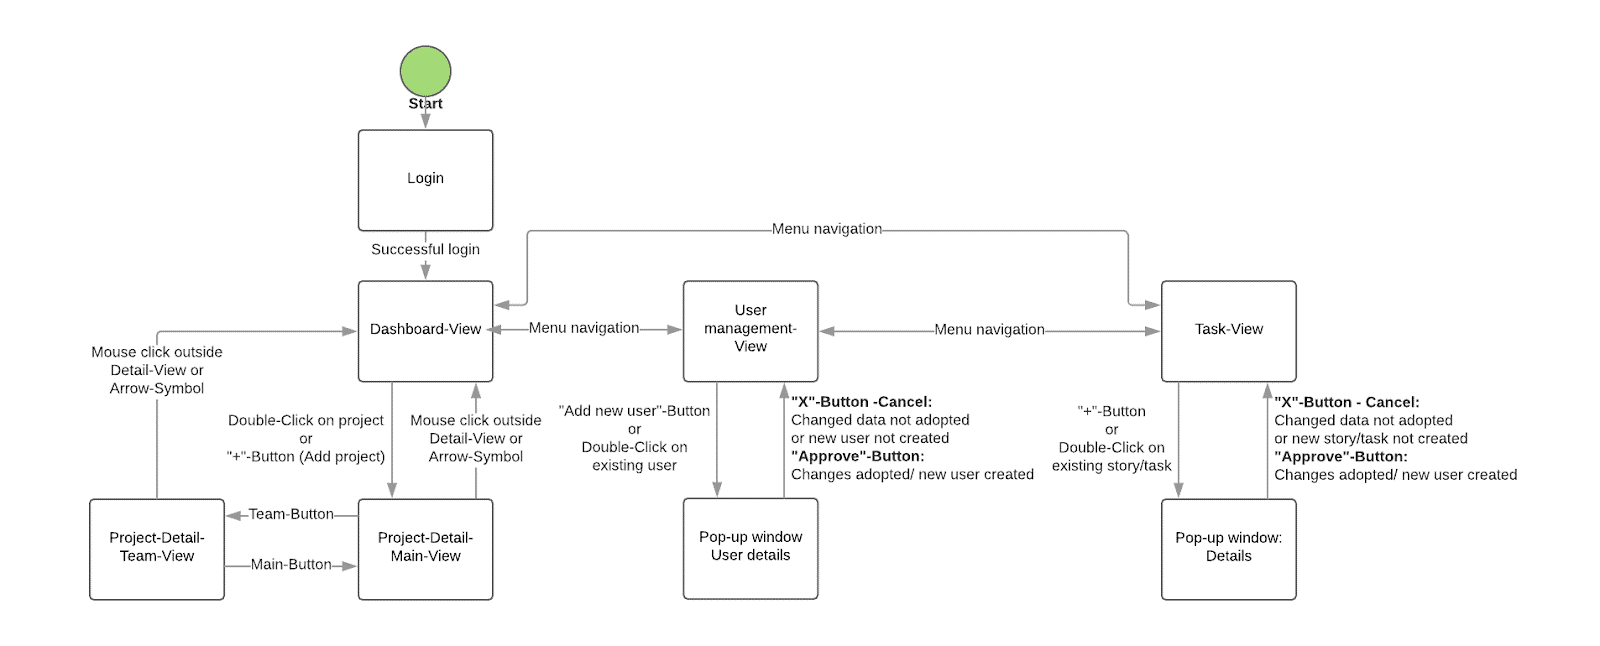 Start
Login
Successful login
Menu navigation
Dashboard-View
Menu navigation
User
management-
View
Menu navigation
Task-View
Mouse click outside
Detail-View or
Arrow-Symbol
Double-Click on project
or
"+"-Button (Add project)
Mouse click outside
Detail-View or
Arrow-Symbol
"Add new user"-Button
or
Double-Click on
existing user
"X"-Button -Cancel:
Changed data not adopted
or new user not created
"Approve"-Button:
Changes adopted/ new user created
"+"-Button
or
Double-Click on
existing story/task
"X"-Button - Cancel:
Changed data not adopted
or new story/task not created
"Approve"-Button:
Changes adopted/ new user created
Project-Detail-
Team-View
Team-Button
Main-Button
Project-Detail-
Main-View
Pop-up window
User details
Pop-up window:
Details